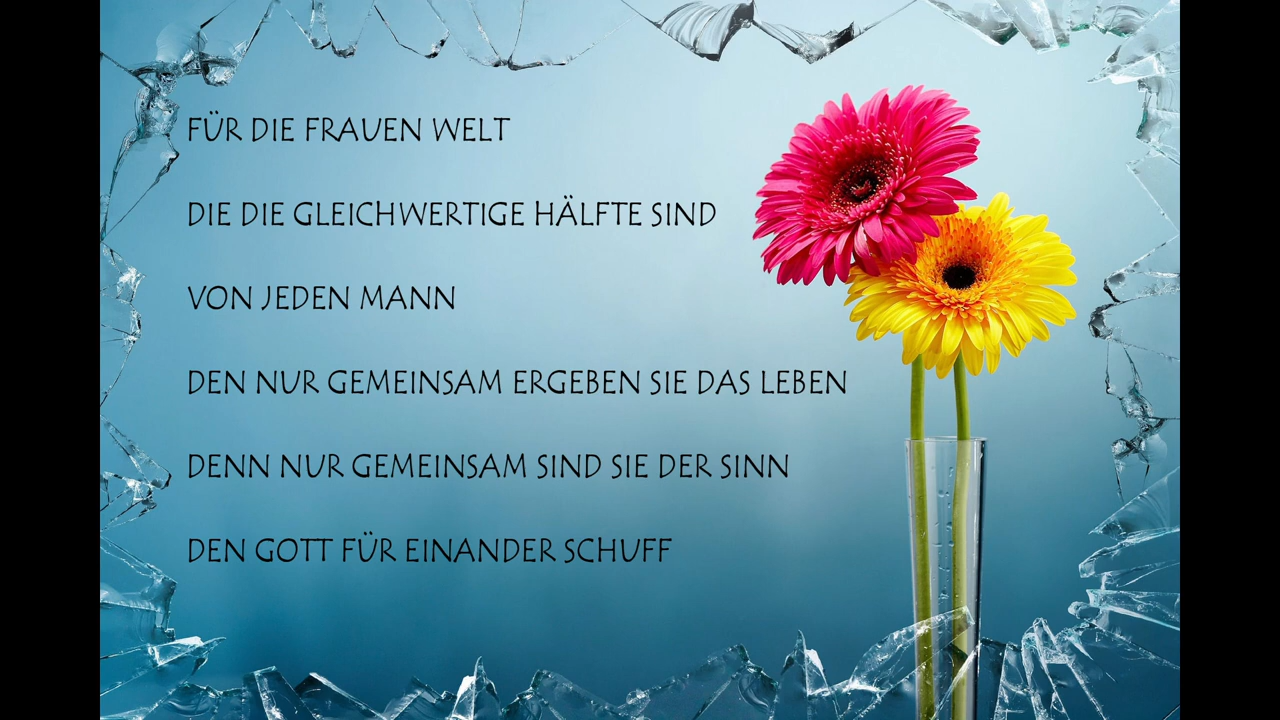 FÜR DIE FRAUEN WELT
DIE DIE GLEICHWERTIGE HÄLFTE SIND
VON JEDEN MANN
DEN NUR GEMEINSAM ERGEBEN SIE DAS LEBEN
DENN NUR GEMEINSAM SIND SIE DER SINN
DEN GOTT FÜR EINANDER SCHUFF